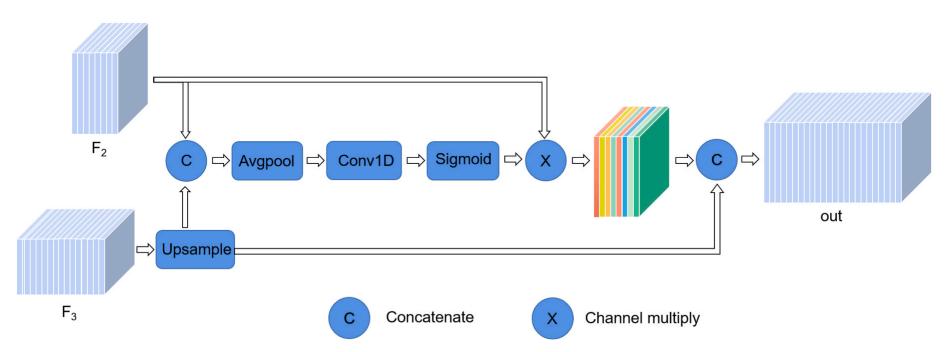 F2
C
Avgpool
Conv1D
Sigmoid
X
C
out
Upsample
F3
C
Concatenate
X
Channel multiply